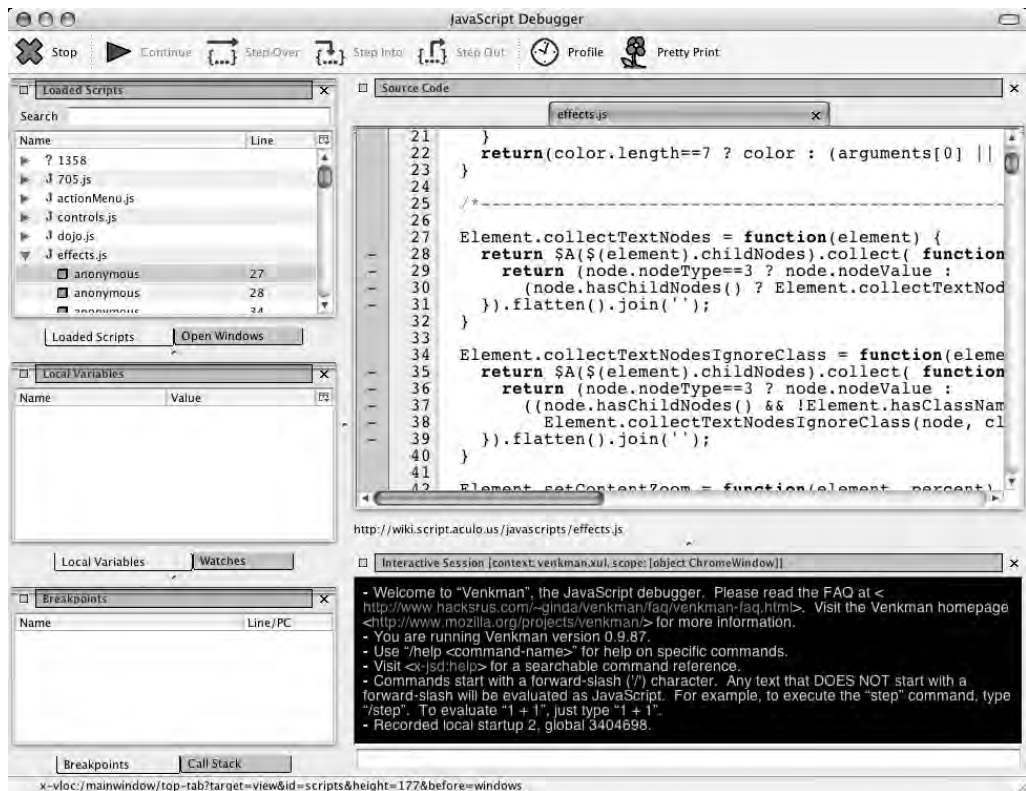 JavaScript Debugger
Stop Continue Step Over Step Into Step Out Profile Pretty Print
Loaded Scripts
Search
Name Line
? 1358
J 705.js
J actionMenu.js
J controls.js
J dojo.js
J effects.js
anonymous 27
anonymous 28
anonymous 34
Loaded Scripts Open Windows
Local Variables
Name Value
Local Variables Watches
Breakpoints
Name Line/PC
Breakpoints Call Stack
Source Code
effects.js
21 }
22 return(color.length==7 ? color : (arguments[0] ||
23 }
24
25 /*------------------------------------------------
26
27 Element.collectTextNodes = function(element) {
28 return $A($(element).childNodes).collect( function
29 return (node.nodeType==3 ? node.nodeValue :
30 (node.hasChildNodes() ? Element.collectTextNod
31 }).flatten().join('');
32 }
33
34 Element.collectTextNodesIgnoreClass = function(eleme
35 return $A($(element).childNodes).collect( function
36 return (node.nodeType==3 ? node.nodeValue :
37 ((node.hasChildNodes() && !Element.hasClassNam
38 Element.collectTextNodesIgnoreClass(node, cl
39 }).flatten().join('');
40 }
41
42 Element.setContentZoom = function(element, percent)
http://wiki.script.aculo.us/javascripts/effects.js
Interactive Session [context: venkman.xul, scope: [object ChromeWindow]]
- Welcome to “Venkman”, the JavaScript debugger. Please read the FAQ at <
http://www.hacksrus.com/~ginda/venkman/faq/venkman-faq.html>. Visit the Venkman homepage
<http://www.mozilla.org/projects/venkman/> for more information.
- You are running Venkman version 0.9.87.
- Use “/help <command-name>” for help on specific commands.
- Visit <x-jsd:help> for a searchable command reference.
- Commands start with a forward-slash (‘/’) character. Any text that DOES NOT start with a
forward-slash will be evaluated as JavaScript. For example, to execute the “step” command, type
“/step”. To evaluate “1 + 1”, just type “1 + 1”.
- Recorded local startup 2, global 3404698.
x-vloc:/mainwindow/top-tab?target=view&id=scripts&height=177&before=windows